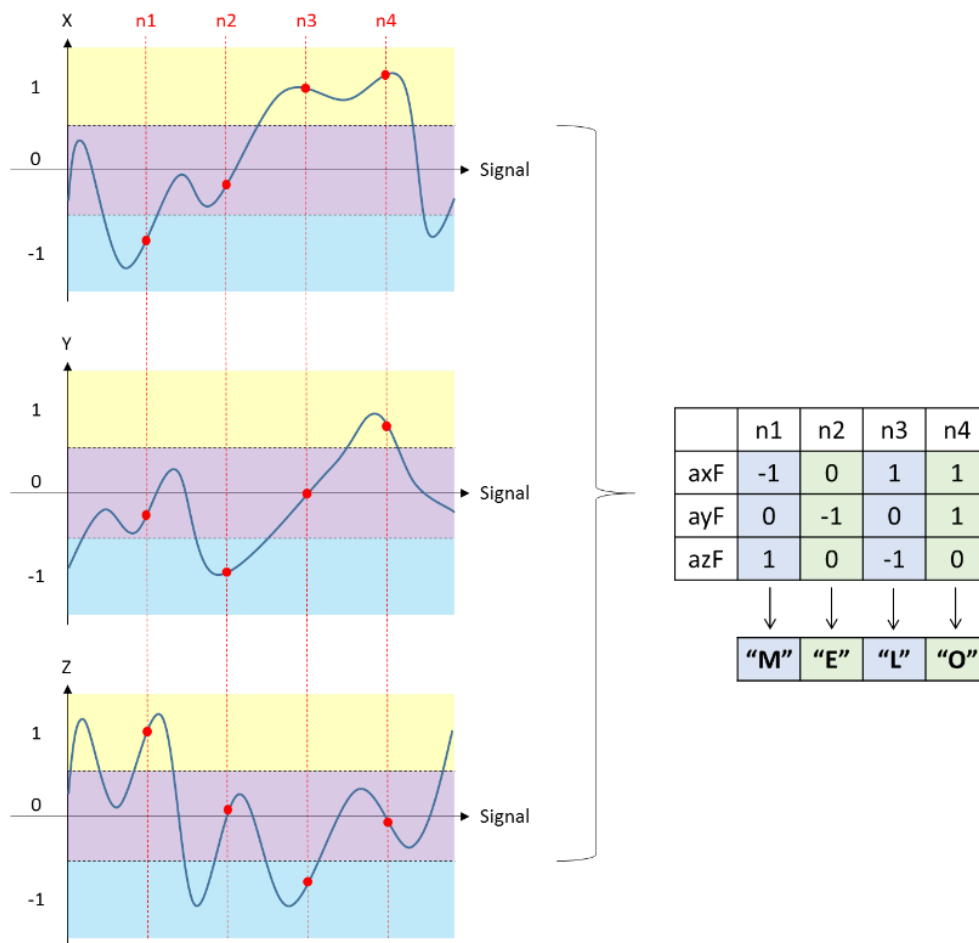 X n1 n2 n3 n4
1
0
Signal
-1
Y
1
0
Signal
-1
Z
1
0
Signal
-1
n1 n2 n3 n4
axF -1 0 1 1
ayF 0 -1 0 1
azF 1 0 -1 0
“M” “E” “L” “O”